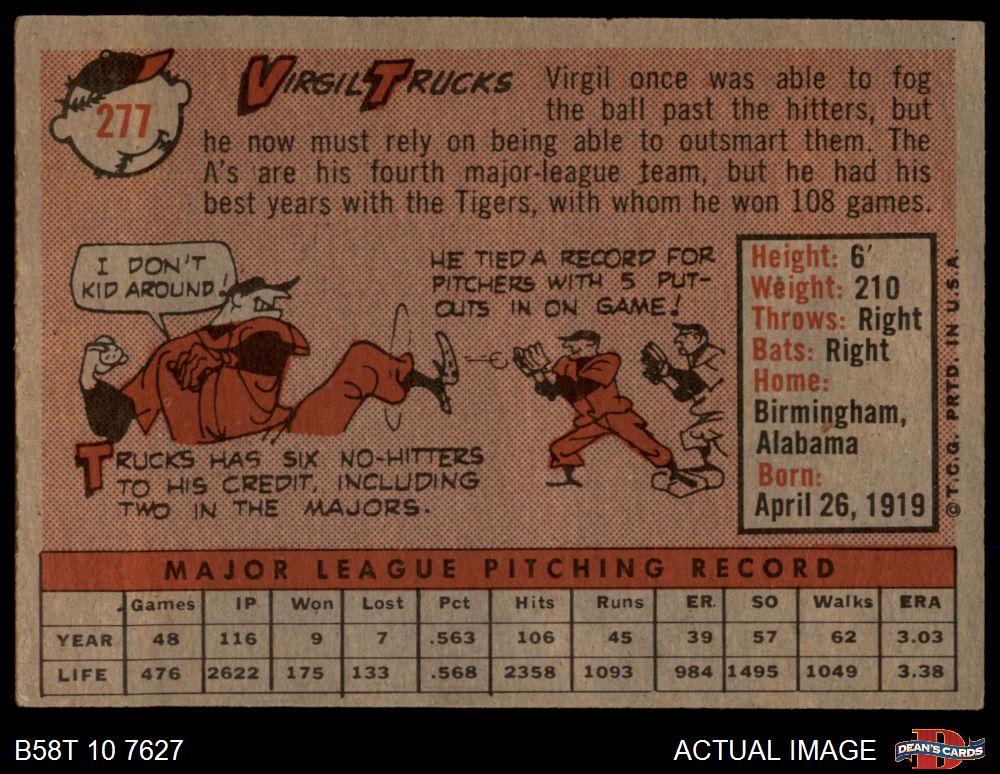 277
VIRGIL TRUCKS
Virgil once was able to fog
the ball past the hitters, but
he now must rely on being able to outsmart them. The
A's are his fourth major-league team, but he had his
best years with the Tigers, with whom he won 108 games.
I DON'T
KID AROUND!
HE TIED A RECORD FOR
PITCHERS WITH 5 PUT-
OUTS IN ON GAME!
TRUCKS HAS SIX NO-HITTERS
TO HIS CREDIT, INCLUDING
TWO IN THE MAJORS.
Height: 6'
Weight: 210
Throws: Right
Bats: Right
Home:
Birmingham,
Alabama
Born:
April 26, 1919
© T.C.G. PRTD. IN U.S.A.
MAJOR LEAGUE PITCHING RECORD
Games IP Won Lost Pct Hits Runs ER. SO Walks ERA
YEAR 48 116 9 7 .563 106 45 39 57 62 3.03
LIFE 476 2622 175 133 .568 2358 1093 984 1495 1049 3.38
B58T 10 7627
ACTUAL IMAGE
D
DEAN'S CARDS